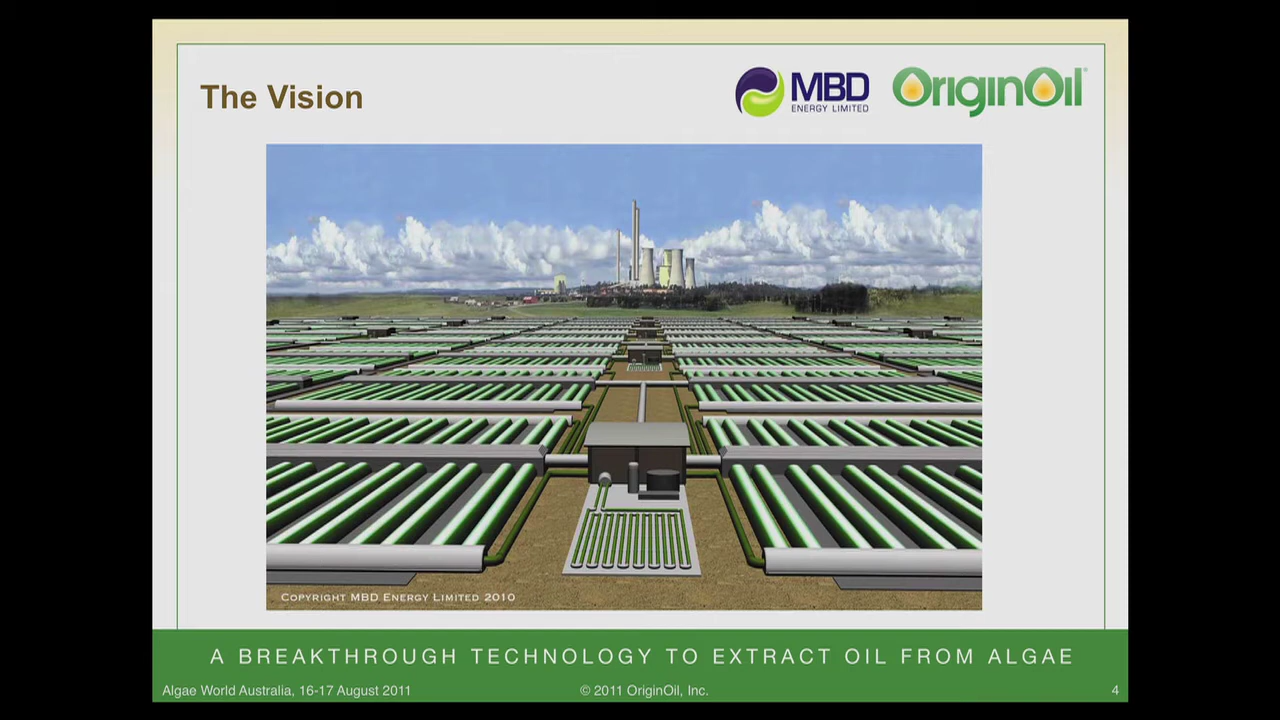 The Vision
MBD
ENERGY LIMITED
OriginOil
COPYRIGHT MBD ENERGY LIMITED 2010
A BREAKTHROUGH TECHNOLOGY TO EXTRACT OIL FROM ALGAE
Algae World Australia, 16-17 August 2011
© 2011 OriginOil, Inc.
4